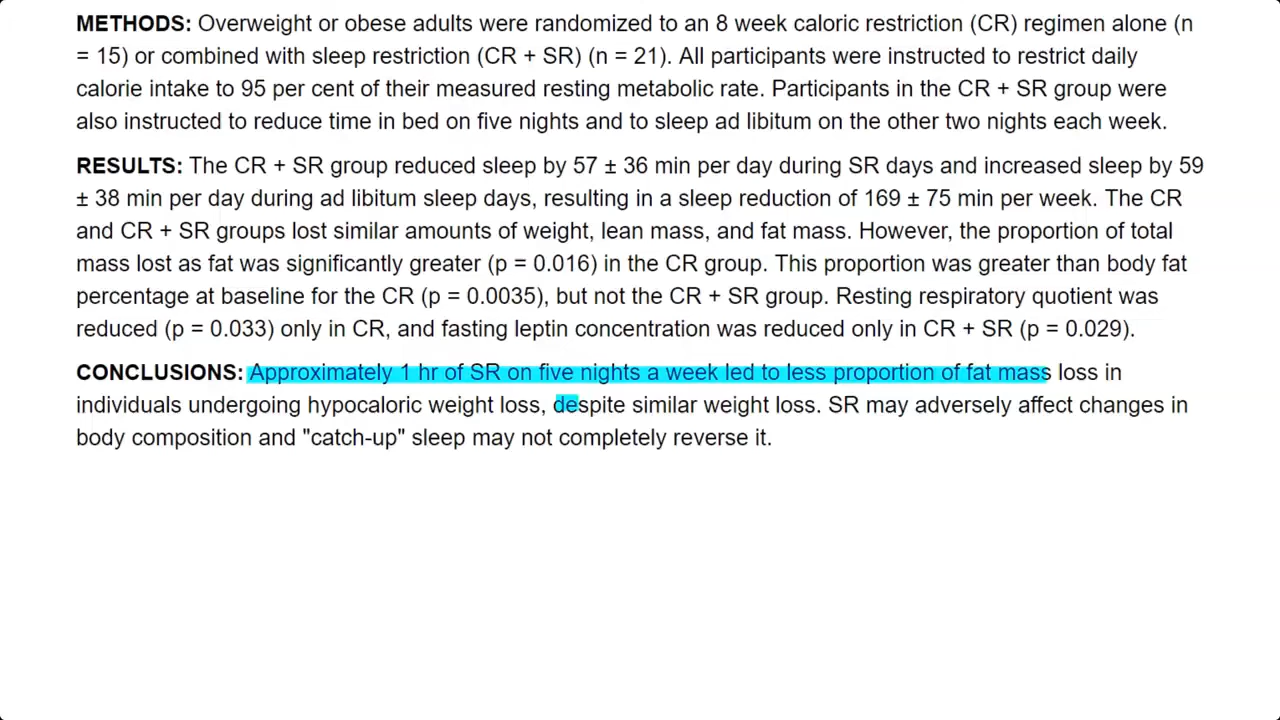 METHODS: Overweight or obese adults were randomized to an 8 week caloric restriction (CR) regimen alone (n
= 15) or combined with sleep restriction (CR + SR) (n = 21). All participants were instructed to restrict daily
calorie intake to 95 per cent of their measured resting metabolic rate. Participants in the CR + SR group were
also instructed to reduce time in bed on five nights and to sleep ad libitum on the other two nights each week.
RESULTS: The CR + SR group reduced sleep by 57 ± 36 min per day during SR days and increased sleep by 59
± 38 min per day during ad libitum sleep days, resulting in a sleep reduction of 169 ± 75 min per week. The CR
and CR + SR groups lost similar amounts of weight, lean mass, and fat mass. However, the proportion of total
mass lost as fat was significantly greater (p = 0.016) in the CR group. This proportion was greater than body fat
percentage at baseline for the CR (p = 0.0035), but not the CR + SR group. Resting respiratory quotient was
reduced (p = 0.033) only in CR, and fasting leptin concentration was reduced only in CR + SR (p = 0.029).
CONCLUSIONS: Approximately 1 hr of SR on five nights a week led to less proportion of fat mass loss in
individuals undergoing hypocaloric weight loss, despite similar weight loss. SR may adversely affect changes in
body composition and "catch-up" sleep may not completely reverse it.